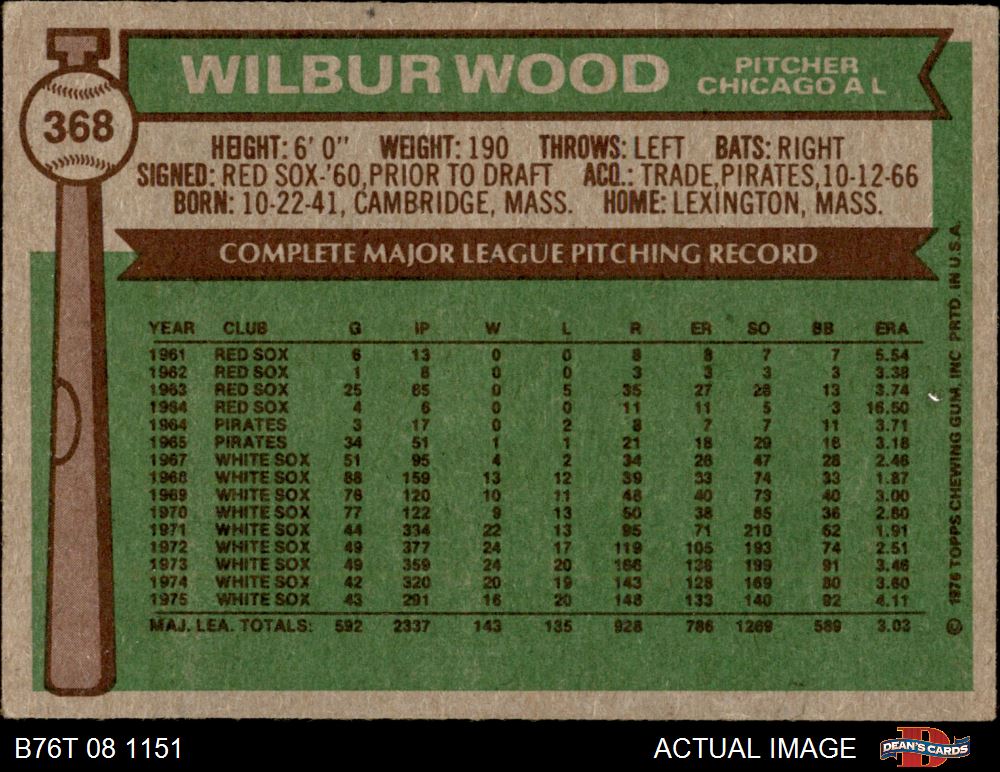 WILBUR WOOD
PITCHER
CHICAGO A L
368
HEIGHT: 6' 0" WEIGHT: 190 THROWS: LEFT BATS: RIGHT
SIGNED: RED SOX-'60, PRIOR TO DRAFT ACQ.: TRADE, PIRATES, 10-12-66
BORN: 10-22-41, CAMBRIDGE, MASS. HOME: LEXINGTON, MASS.
COMPLETE MAJOR LEAGUE PITCHING RECORD
YEAR CLUB G IP W L R ER SO BB ERA
1961 RED SOX 6 13 0 0 8 8 7 7 5.54
1962 RED SOX 1 8 0 0 3 3 3 3 3.38
1963 RED SOX 25 65 0 5 35 27 28 13 3.74
1964 RED SOX 4 6 0 0 11 11 5 3 16.50
1964 PIRATES 3 17 0 2 8 7 7 11 3.71
1965 PIRATES 34 51 1 1 21 18 29 16 3.18
1967 WHITE SOX 51 95 4 2 34 26 47 28 2.46
1968 WHITE SOX 88 159 13 12 39 33 74 33 1.87
1969 WHITE SOX 76 120 10 11 48 40 73 40 3.00
1970 WHITE SOX 77 122 9 13 50 38 85 36 2.80
1971 WHITE SOX 44 334 22 13 95 71 210 62 1.91
1972 WHITE SOX 49 377 24 17 119 105 193 74 2.51
1973 WHITE SOX 49 359 24 20 166 138 199 91 3.46
1974 WHITE SOX 42 320 20 19 143 128 169 80 3.60
1975 WHITE SOX 43 291 16 20 148 133 140 92 4.11
MAJ. LEA. TOTALS: 592 2337 143 135 928 786 1269 589 3.03
© 1976 TOPPS CHEWING GUM, INC. PRTD. IN U.S.A.
B76T 08 1151
ACTUAL IMAGE
DEAN'S CARDS